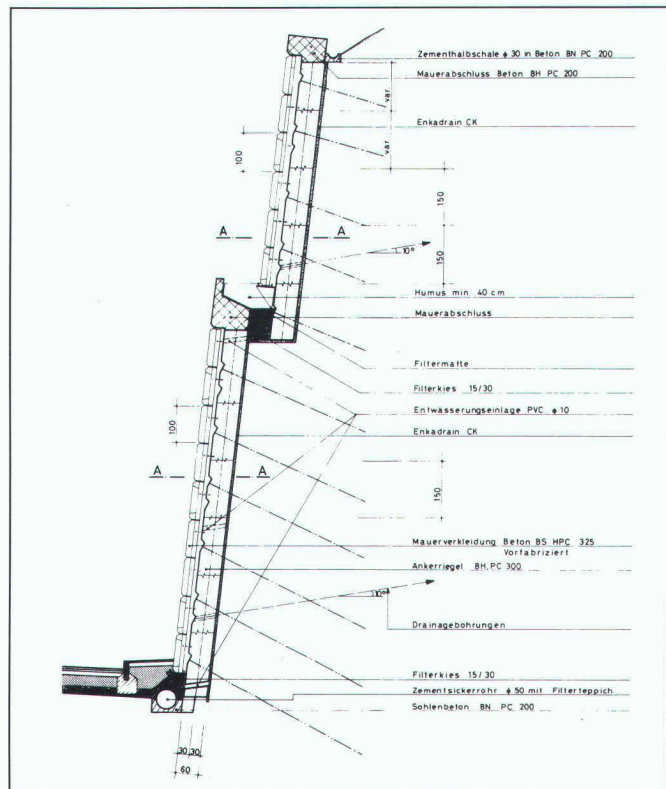 Zementhalbschale ϕ 30 in Beton BN PC 200
Mauerabschluss Beton BH PC 200
var.
Enkadrain CK
var.
100
150
A A
10°
150
Humus min. 40 cm
Mauerabschluss
Filtermatte
Filterkies 15/30
Entwässerungseinlage PVC ϕ 10
100
Enkadrain CK
A A
150
Mauerverkleidung Beton BS HPC 325
Vorfabriziert
Ankerriegel BH, PC 300
10°
Drainagebohrungen
Filterkies 15/30
Zementsickerrohr ϕ 50 mit Filterteppich
Sohlenbeton BN PC 200
30 30
60